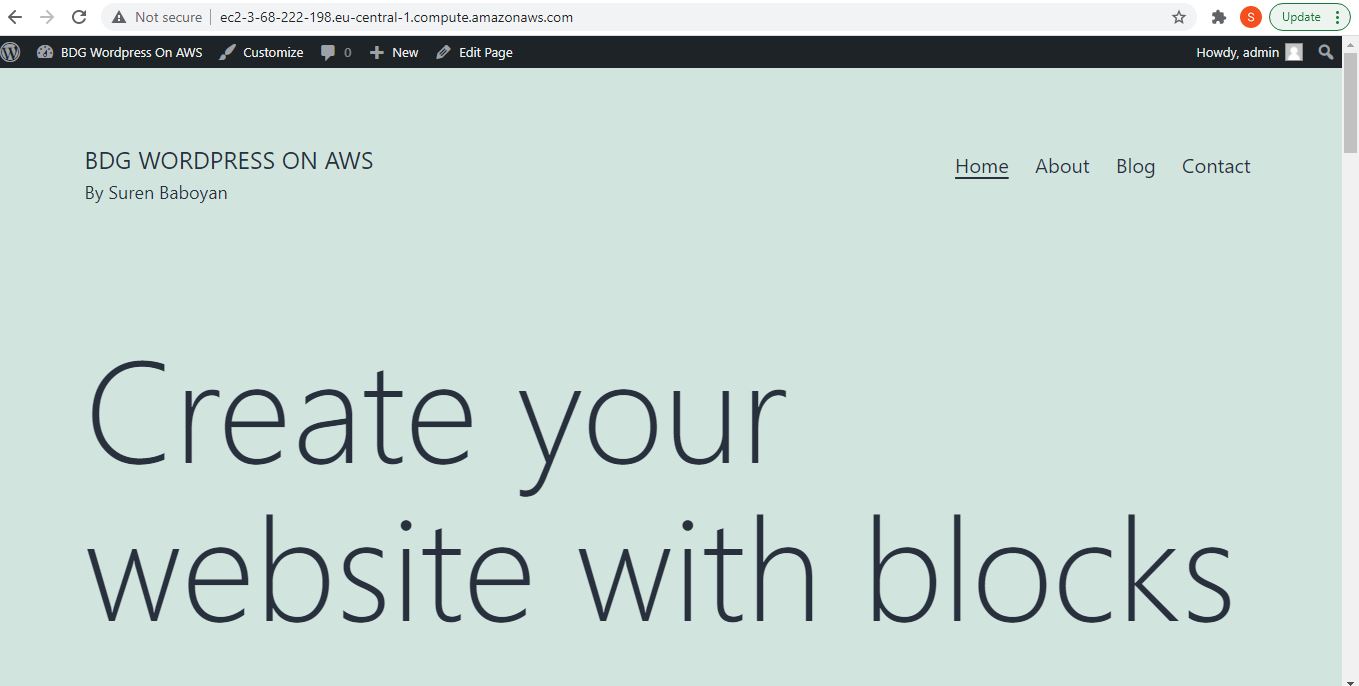 Not secure ec2-3-68-222-198.eu-central-1.compute.amazonaws.com S Update
BDG Wordpress On AWS Customize 0 New Edit Page Howdy, admin
BDG WORDPRESS ON AWS
By Suren Baboyan
Home About Blog Contact
Create your
website with blocks